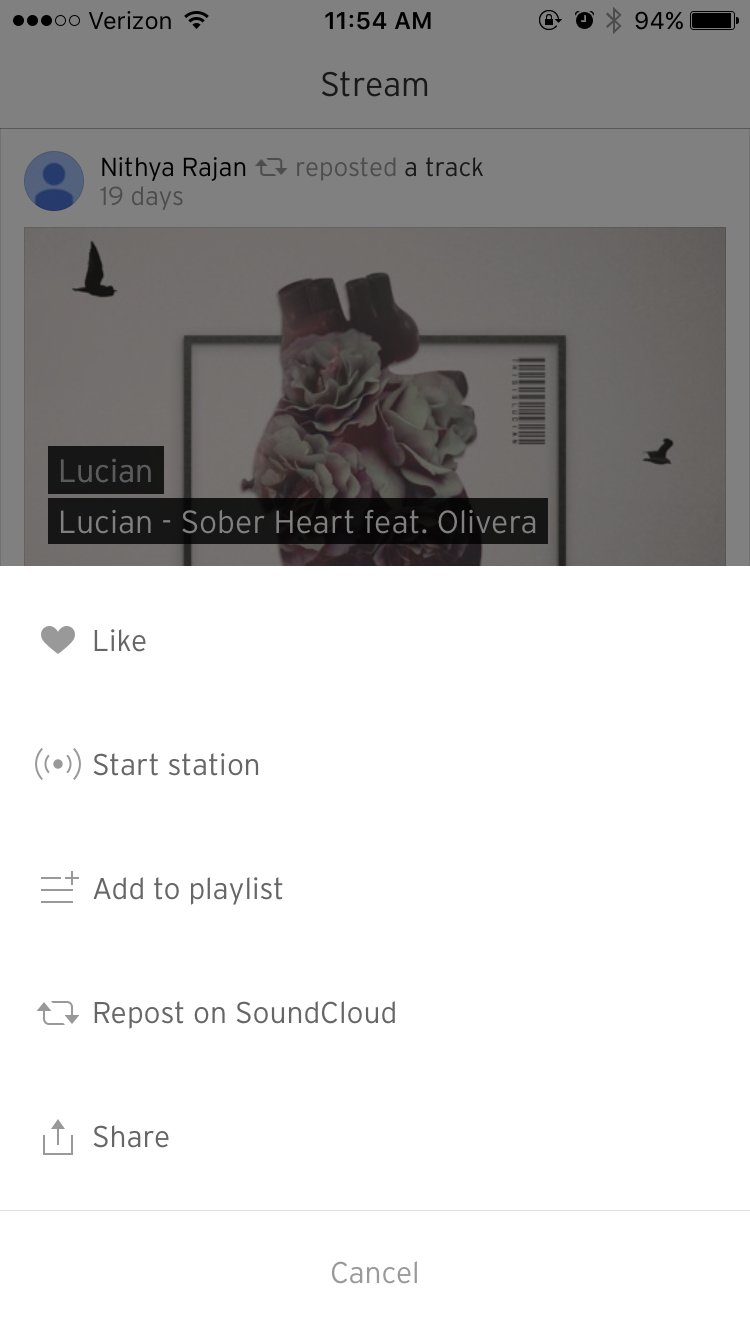 Verizon 11:54 AM 94%
Stream
Nithya Rajan reposted a track
19 days
THISISLUCIAN
Lucian
Lucian - Sober Heart feat. Olivera
Like
Start station
Add to playlist
Repost on SoundCloud
Share
Cancel